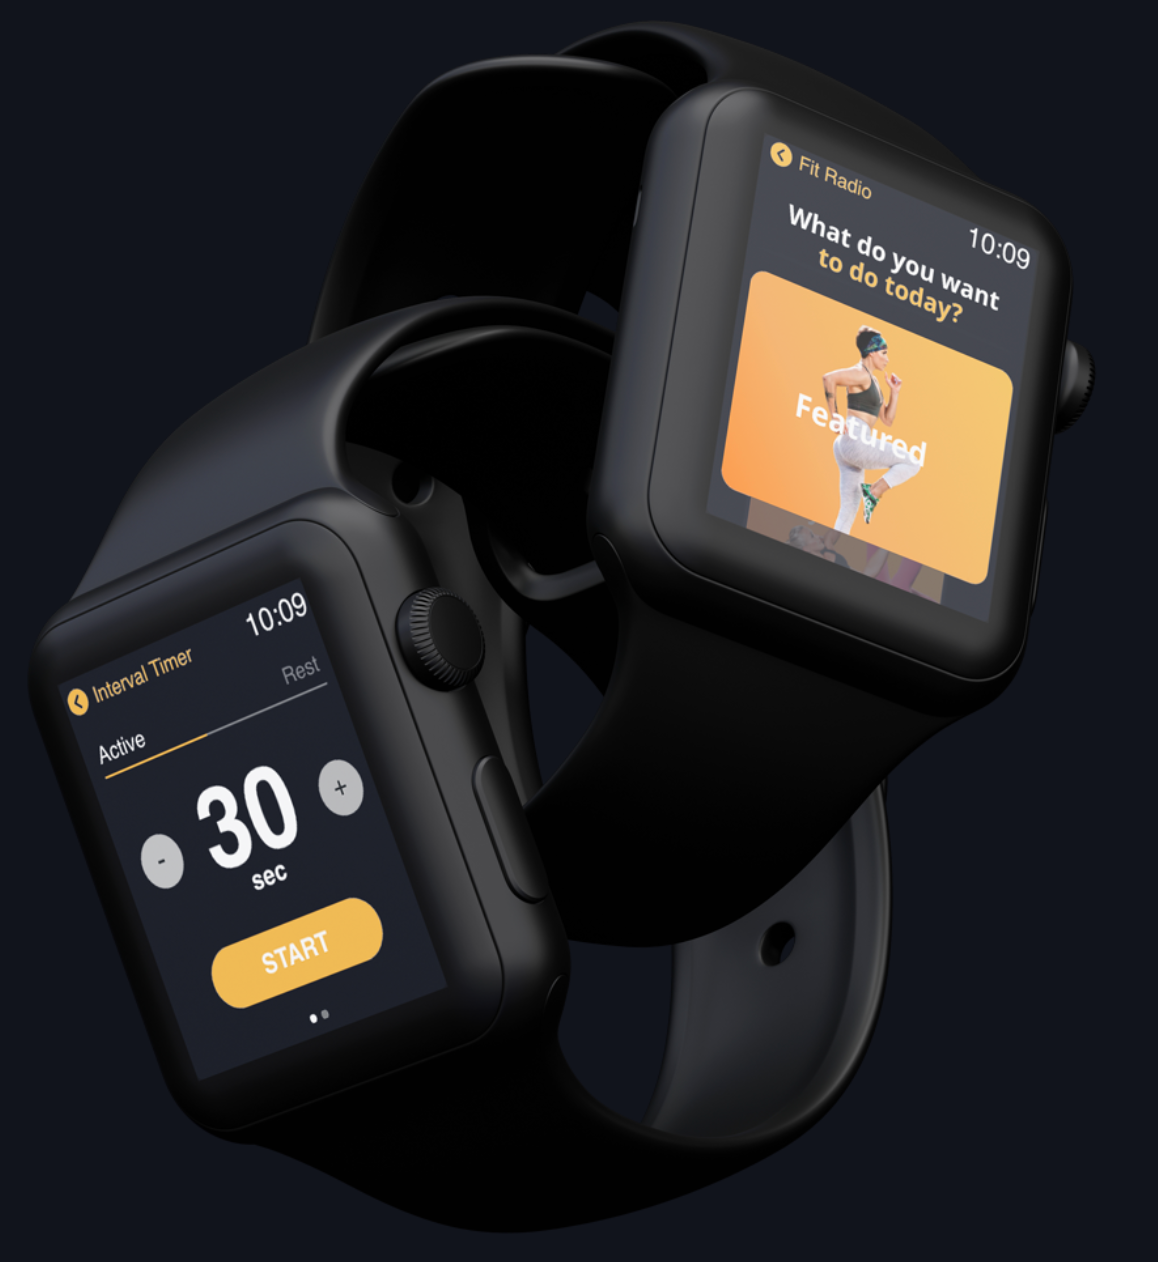 Fit Radio
10:09
What do you want
to do today?
Featured
10:09
Interval Timer
Active
Rest
30
-
+
sec
START